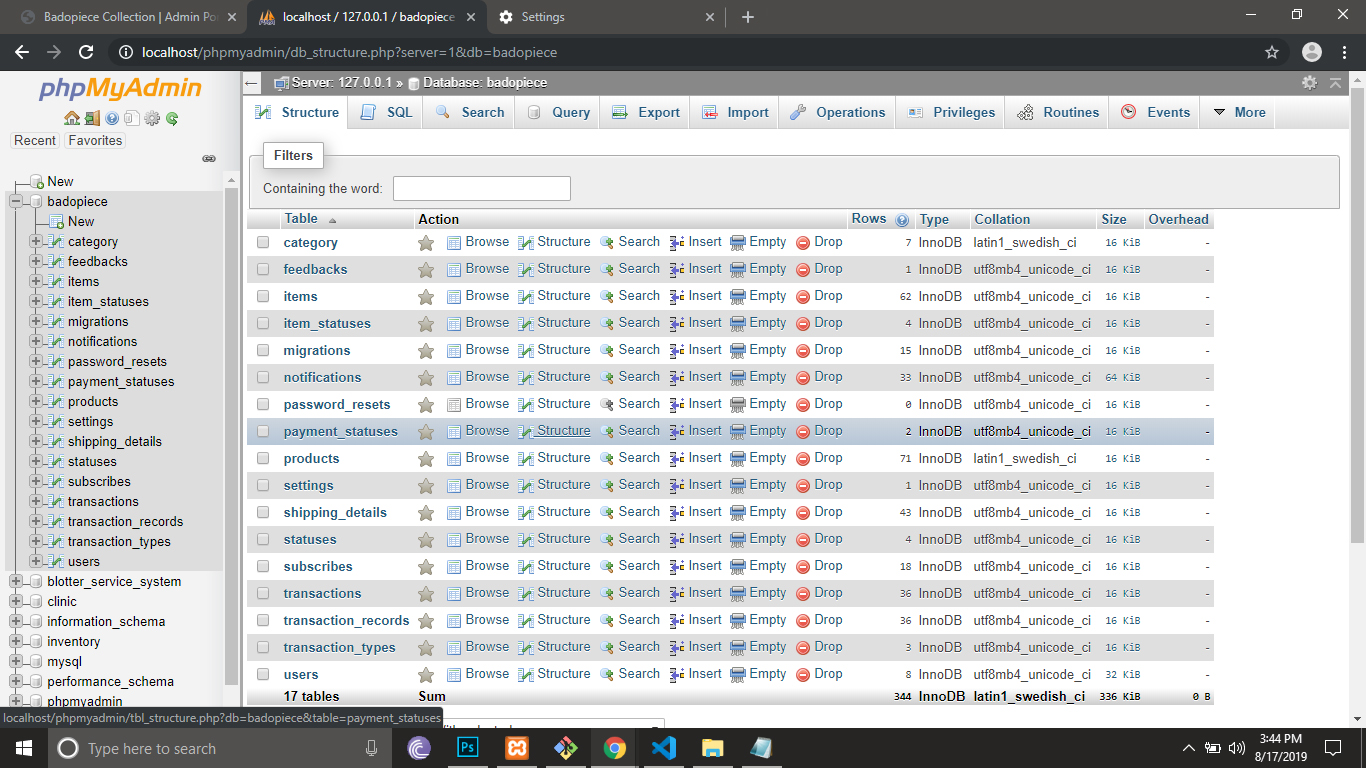 Badopiece Collection | Admin Po
localhost / 127.0.0.1 / badopiece
Settings
localhost/phpmyadmin/db_structure.php?server=1&db=badopiece
phpMyAdmin
Recent Favorites
New
badopiece
New
category
feedbacks
items
item_statuses
migrations
notifications
password_resets
payment_statuses
products
settings
shipping_details
statuses
subscribes
transactions
transaction_records
transaction_types
users
blotter_service_system
clinic
information_schema
inventory
mysql
performance_schema
phpmyadmin
Server: 127.0.0.1 » Database: badopiece
Structure SQL Search Query Export Import Operations Privileges Routines Events More
Filters
Containing the word:
Table Action Rows Type Collation Size Overhead
category Browse Structure Search Insert Empty Drop 7 InnoDB latin1_swedish_ci 16 KiB -
feedbacks Browse Structure Search Insert Empty Drop 1 InnoDB utf8mb4_unicode_ci 16 KiB -
items Browse Structure Search Insert Empty Drop 62 InnoDB utf8mb4_unicode_ci 16 KiB -
item_statuses Browse Structure Search Insert Empty Drop 4 InnoDB utf8mb4_unicode_ci 16 KiB -
migrations Browse Structure Search Insert Empty Drop 15 InnoDB utf8mb4_unicode_ci 16 KiB -
notifications Browse Structure Search Insert Empty Drop 33 InnoDB utf8mb4_unicode_ci 64 KiB -
password_resets Browse Structure Search Insert Empty Drop 0 InnoDB utf8mb4_unicode_ci 16 KiB -
payment_statuses Browse Structure Search Insert Empty Drop 2 InnoDB utf8mb4_unicode_ci 16 KiB -
products Browse Structure Search Insert Empty Drop 71 InnoDB latin1_swedish_ci 16 KiB -
settings Browse Structure Search Insert Empty Drop 1 InnoDB utf8mb4_unicode_ci 16 KiB -
shipping_details Browse Structure Search Insert Empty Drop 43 InnoDB utf8mb4_unicode_ci 16 KiB -
statuses Browse Structure Search Insert Empty Drop 4 InnoDB utf8mb4_unicode_ci 16 KiB -
subscribes Browse Structure Search Insert Empty Drop 18 InnoDB utf8mb4_unicode_ci 16 KiB -
transactions Browse Structure Search Insert Empty Drop 36 InnoDB utf8mb4_unicode_ci 16 KiB -
transaction_records Browse Structure Search Insert Empty Drop 36 InnoDB utf8mb4_unicode_ci 16 KiB -
transaction_types Browse Structure Search Insert Empty Drop 3 InnoDB utf8mb4_unicode_ci 16 KiB -
users Browse Structure Search Insert Empty Drop 8 InnoDB utf8mb4_unicode_ci 32 KiB -
17 tables Sum 344 InnoDB latin1_swedish_ci 336 KiB 0 B
localhost/phpmyadmin/tbl_structure.php?db=badopiece&table=payment_statuses
Type here to search
Ps
3:44 PM
8/17/2019